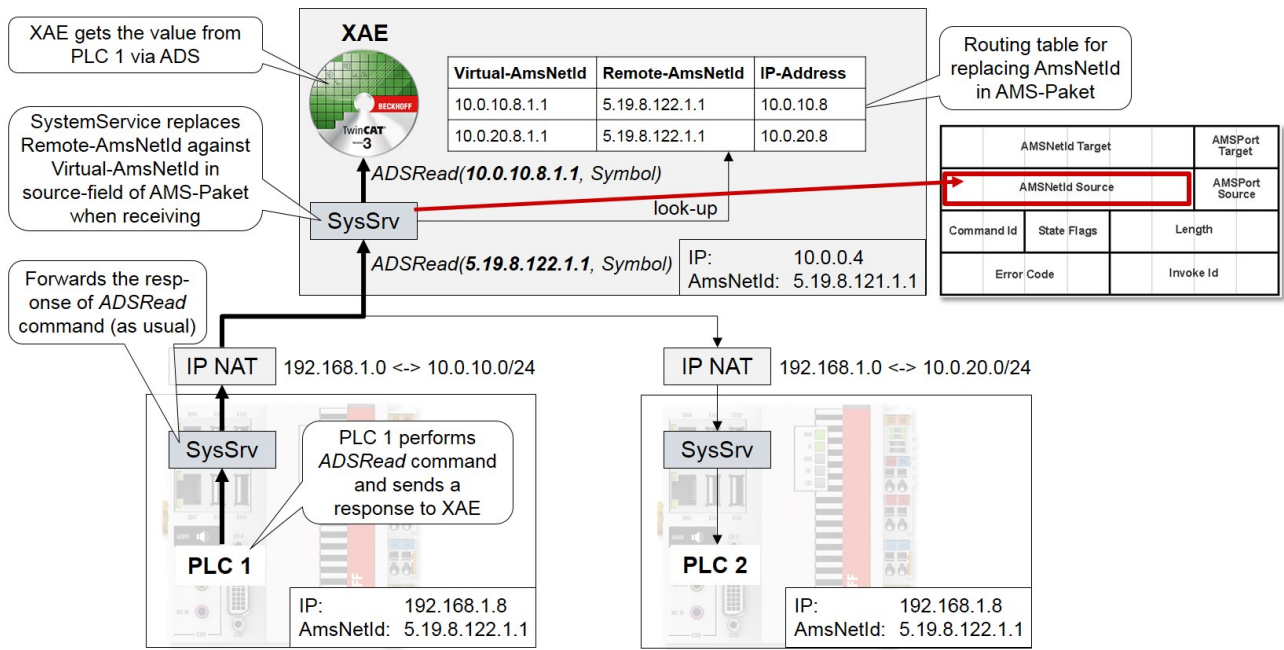 XAE gets the value from
PLC 1 via ADS
XAE
BECKHOFF
TwinCAT
3
Virtual-AmsNetId Remote-AmsNetId IP-Address
10.0.10.8.1.1 5.19.8.122.1.1 10.0.10.8
10.0.20.8.1.1 5.19.8.122.1.1 10.0.20.8
Routing table for
replacing AmsNetId
in AMS-Paket
SystemService replaces
Remote-AmsNetId against
Virtual-AmsNetId in
source-field of AMS-Paket
when receiving
ADSRead(10.0.10.8.1.1, Symbol)
look-up
SysSrv
ADSRead(5.19.8.122.1.1, Symbol)
IP: 10.0.0.4
AmsNetId: 5.19.8.121.1.1
AMSNetId Target AMSPort Target
AMSNetId Source AMSPort Source
Command Id State Flags Length
Error Code Invoke Id
Forwards the resp-
onse of ADSRead
command (as usual)
IP NAT 192.168.1.0 <-> 10.0.10.0/24
IP NAT 192.168.1.0 <-> 10.0.20.0/24
SysSrv
PLC 1 performs
ADSRead command
and sends a
response to XAE
PLC 1
IP: 192.168.1.8
AmsNetId: 5.19.8.122.1.1
SysSrv
PLC 2
IP: 192.168.1.8
AmsNetId: 5.19.8.122.1.1